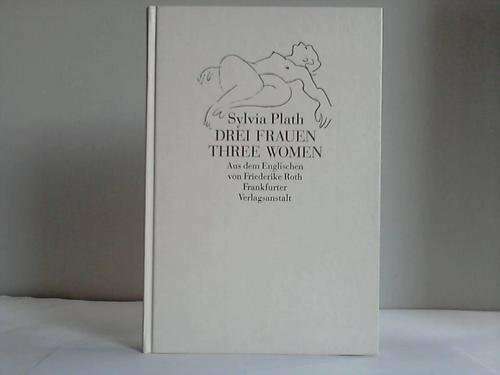 Sylvia Plath
DREI FRAUEN
THREE WOMEN
Aus dem Englischen
von Friederike Roth
Frankfurter
Verlagsanstalt